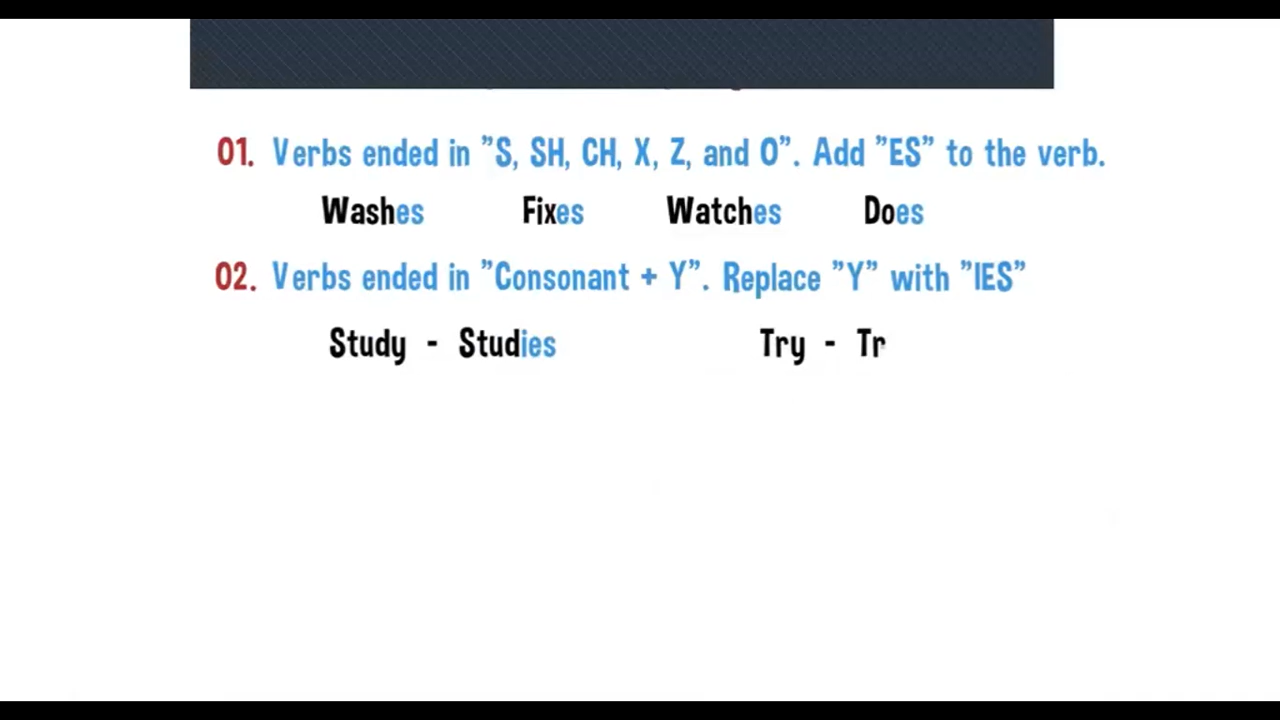 01. Verbs ended in "S, SH, CH, X, Z, and O". Add "ES" to the verb.
Washes Fixes Watches Does
02. Verbs ended in "Consonant + Y". Replace "Y" with "IES"
Study - Studies Try - Tr